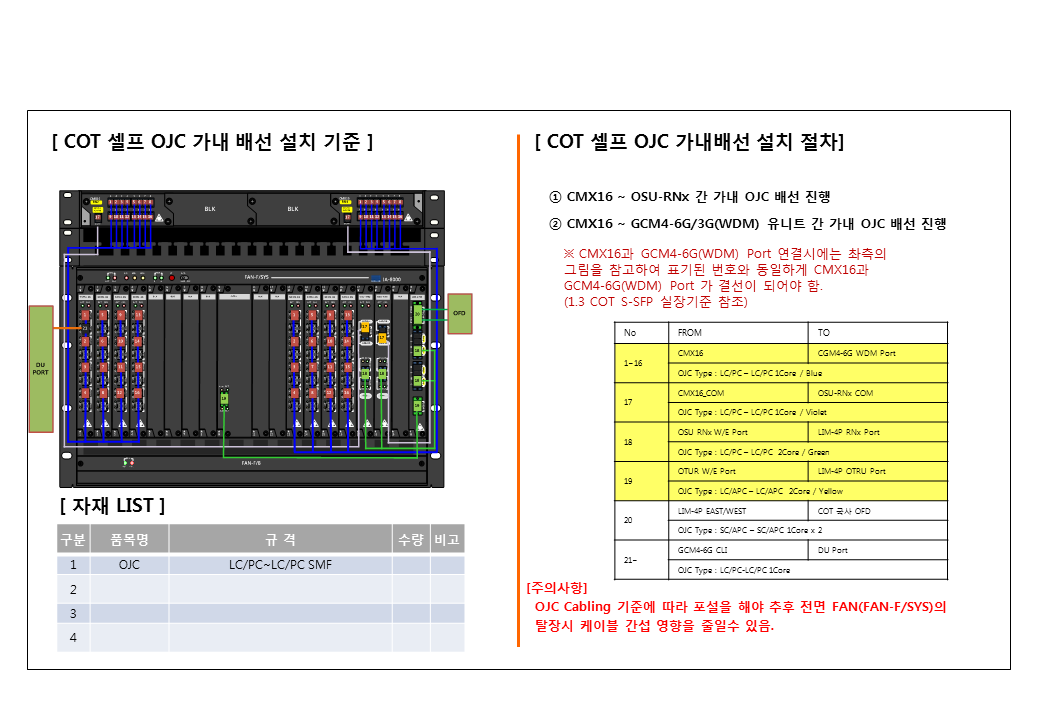 [ COT 셀프 OJC 가내 배선 설치 기준 ]
BLK
BLK
FAN-F/SYS
IA-8000
DU
PORT
OFD
FAN-F/B
[ 자재 LIST ]
구분 품목명 규 격 수량 비고
1 OJC LC/PC~LC/PC SMF
2
3
4
[ COT 셀프 OJC 가내배선 설치 절차]
① CMX16 ~ OSU-RNx 간 가내 OJC 배선 진행
② CMX16 ~ GCM4-6G/3G(WDM) 유니트 간 가내 OJC 배선 진행
※ CMX16과 GCM4-6G(WDM) Port 연결시에는 좌측의
그림을 참고하여 표기된 번호와 동일하게 CMX16과
GCM4-6G(WDM) Port 가 결선이 되어야 함.
(1.3 COT S-SFP 실장기준 참조)
No FROM TO
1~16 CMX16 CGM4-6G WDM Port
OJC Type : LC/PC – LC/PC 1Core / Blue
17 CMX16_COM OSU-RNx COM
OJC Type : LC/PC – LC/PC 1Core / Violet
18 OSU RNx W/E Port LIM-4P RNx Port
OJC Type : LC/PC – LC/PC 2Core / Green
19 OTUR W/E Port LIM-4P OTRU Port
OJC Type : LC/APC – LC/APC 2Core / Yellow
20 LIM-4P EAST/WEST COT 국사 OFD
OJC Type : SC/APC – SC/APC 1Core x 2
21~ GCM4-6G CLI DU Port
OJC Type : LC/PC-LC/PC 1Core
[주의사항]
OJC Cabling 기준에 따라 포설을 해야 추후 전면 FAN(FAN-F/SYS)의
탈장시 케이블 간섭 영향을 줄일수 있음.